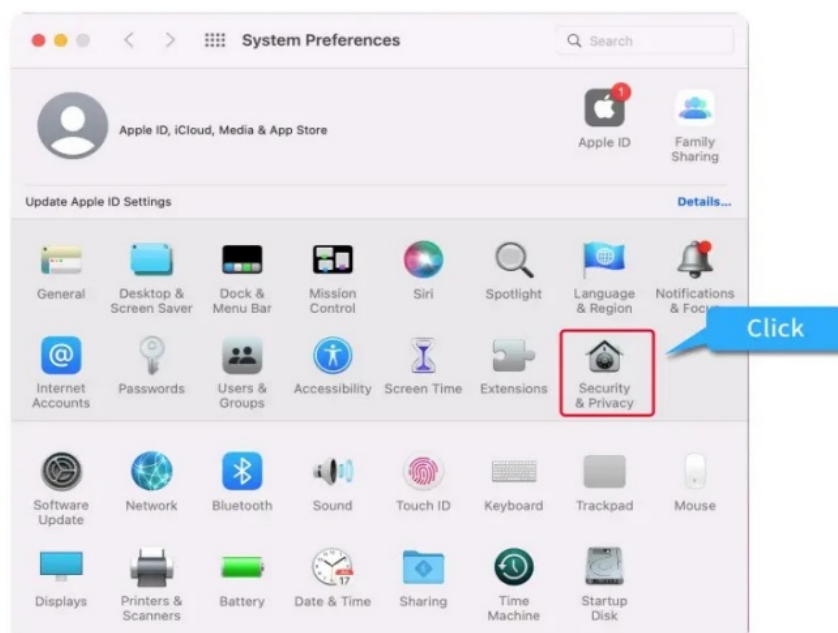 System Preferences
Search
Apple ID, iCloud, Media & App Store
1
Apple ID
Family
Sharing
Update Apple ID Settings
Details...
General
Desktop &
Screen Saver
Dock &
Menu Bar
Mission
Control
Siri
Spotlight
Language
& Region
Notifications
& Focus
Click
@
Internet
Accounts
Passwords
Users &
Groups
Accessibility
Screen Time
Extensions
Security
& Privacy
Software
Update
Network
Bluetooth
Sound
Touch ID
Keyboard
Trackpad
Mouse
17
Displays
Printers &
Scanners
Battery
Date & Time
Sharing
Time
Machine
Startup
Disk